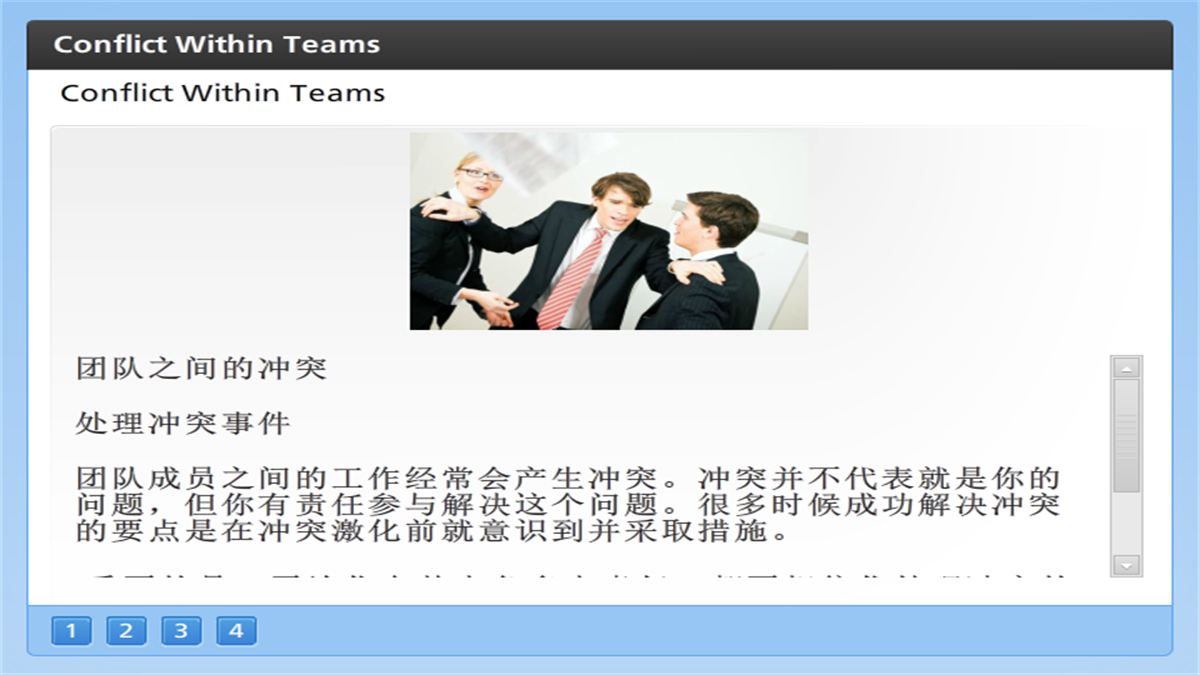 Conflict Within Teams
Conflict Within Teams
团队之间的冲突
处理冲突事件
团队成员之间的工作经常会产生冲突。冲突并不代表就是你的
问题，但你有责任参与解决这个问题。很多时候成功解决冲突
的要点是在冲突激化前就意识到并采取措施。
1 2 3 4